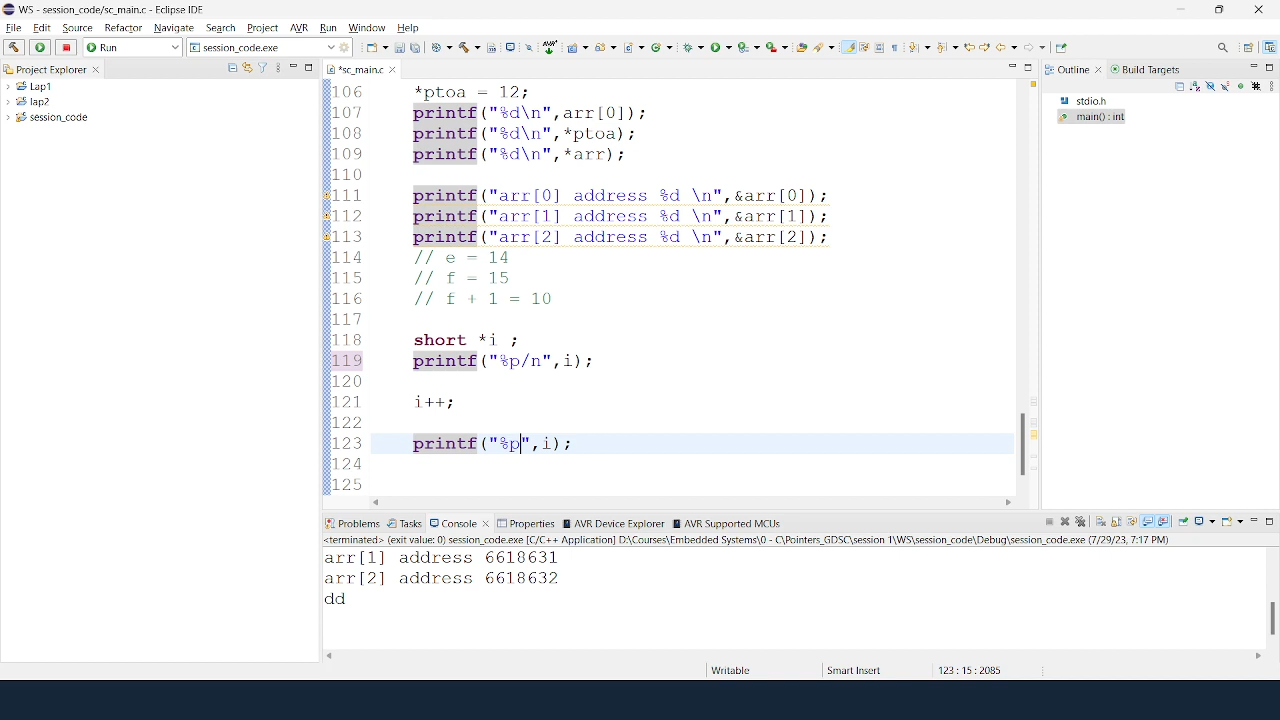 WS - session_code/sc_main.c - Eclipse IDE
File Edit Source Refactor Navigate Search Project AVR Run Window Help
Run session_code.exe
Project Explorer
Lap1
lap2
session_code
*sc_main.c
106 *ptoa = 12;
107 printf("%d\n",arr[0]);
108 printf("%d\n",*ptoa);
109 printf("%d\n",*arr);
110
111 printf("arr[0] address %d \n",&arr[0]);
112 printf("arr[1] address %d \n",&arr[1]);
113 printf("arr[2] address %d \n",&arr[2]);
114 // e = 14
115 // f = 15
116 // f + 1 = 10
117
118 short *i ;
119 printf("%p/n",i);
120
121 i++;
122
123 printf("%p",i);
124
125
Outline Build Targets
stdio.h
main() : int
Problems Tasks Console Properties AVR Device Explorer AVR Supported MCUs
<terminated> (exit value: 0) session_code.exe [C/C++ Application] D:\Courses\Embedded Systems\0 - C\Pointers_GDSC\session 1\WS\session_code\Debug\session_code.exe (7/29/23, 7:17 PM)
arr[1] address 6618631
arr[2] address 6618632
dd
Writable Smart Insert 123 : 15 : 2085